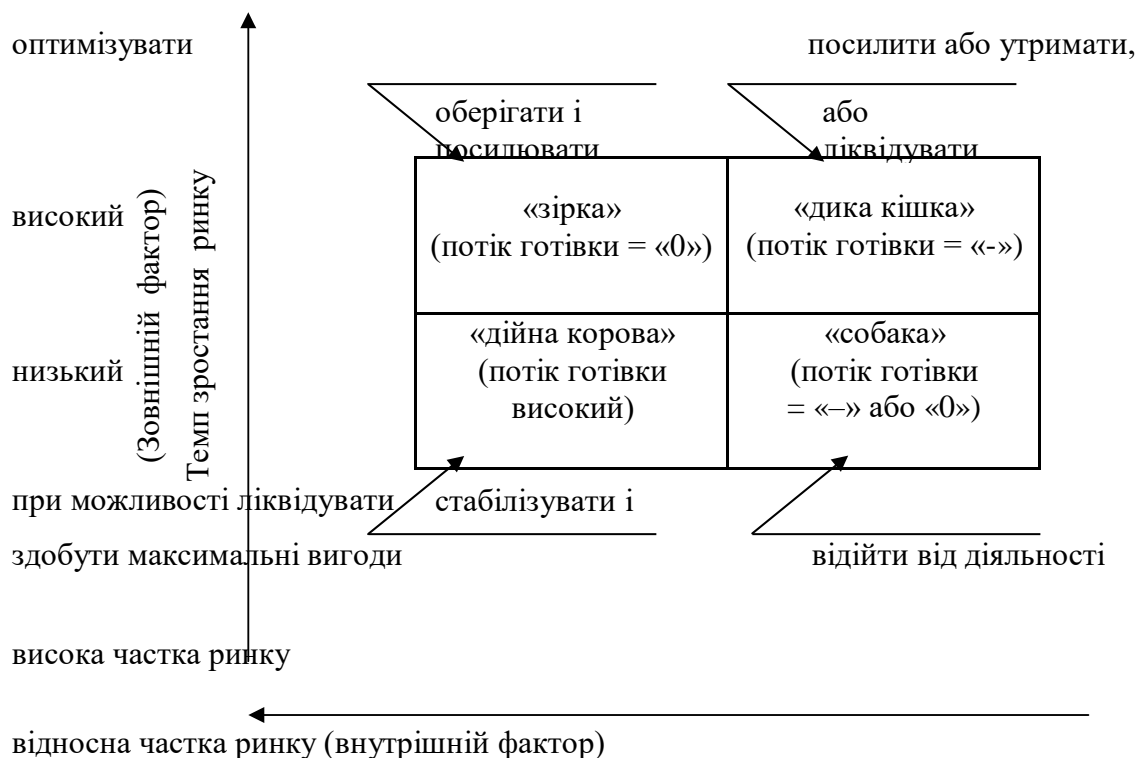 оптимізувати посилити або утримати,
оберігати і або
посилювати ліквідувати
(Зовнішній фактор)
Темп зростання ринку
високий «зірка» «дика кішка»
(потік готівки = «0») (потік готівки = «-»)
«дійна корова» «собака»
низький (потік готівки (потік готівки
високий) = «–» або «0»)
при можливості ліквідувати стабілізувати і
здобути максимальні вигоди відійти від діяльності
висока частка ринку
відносна частка ринку (внутрішній фактор)